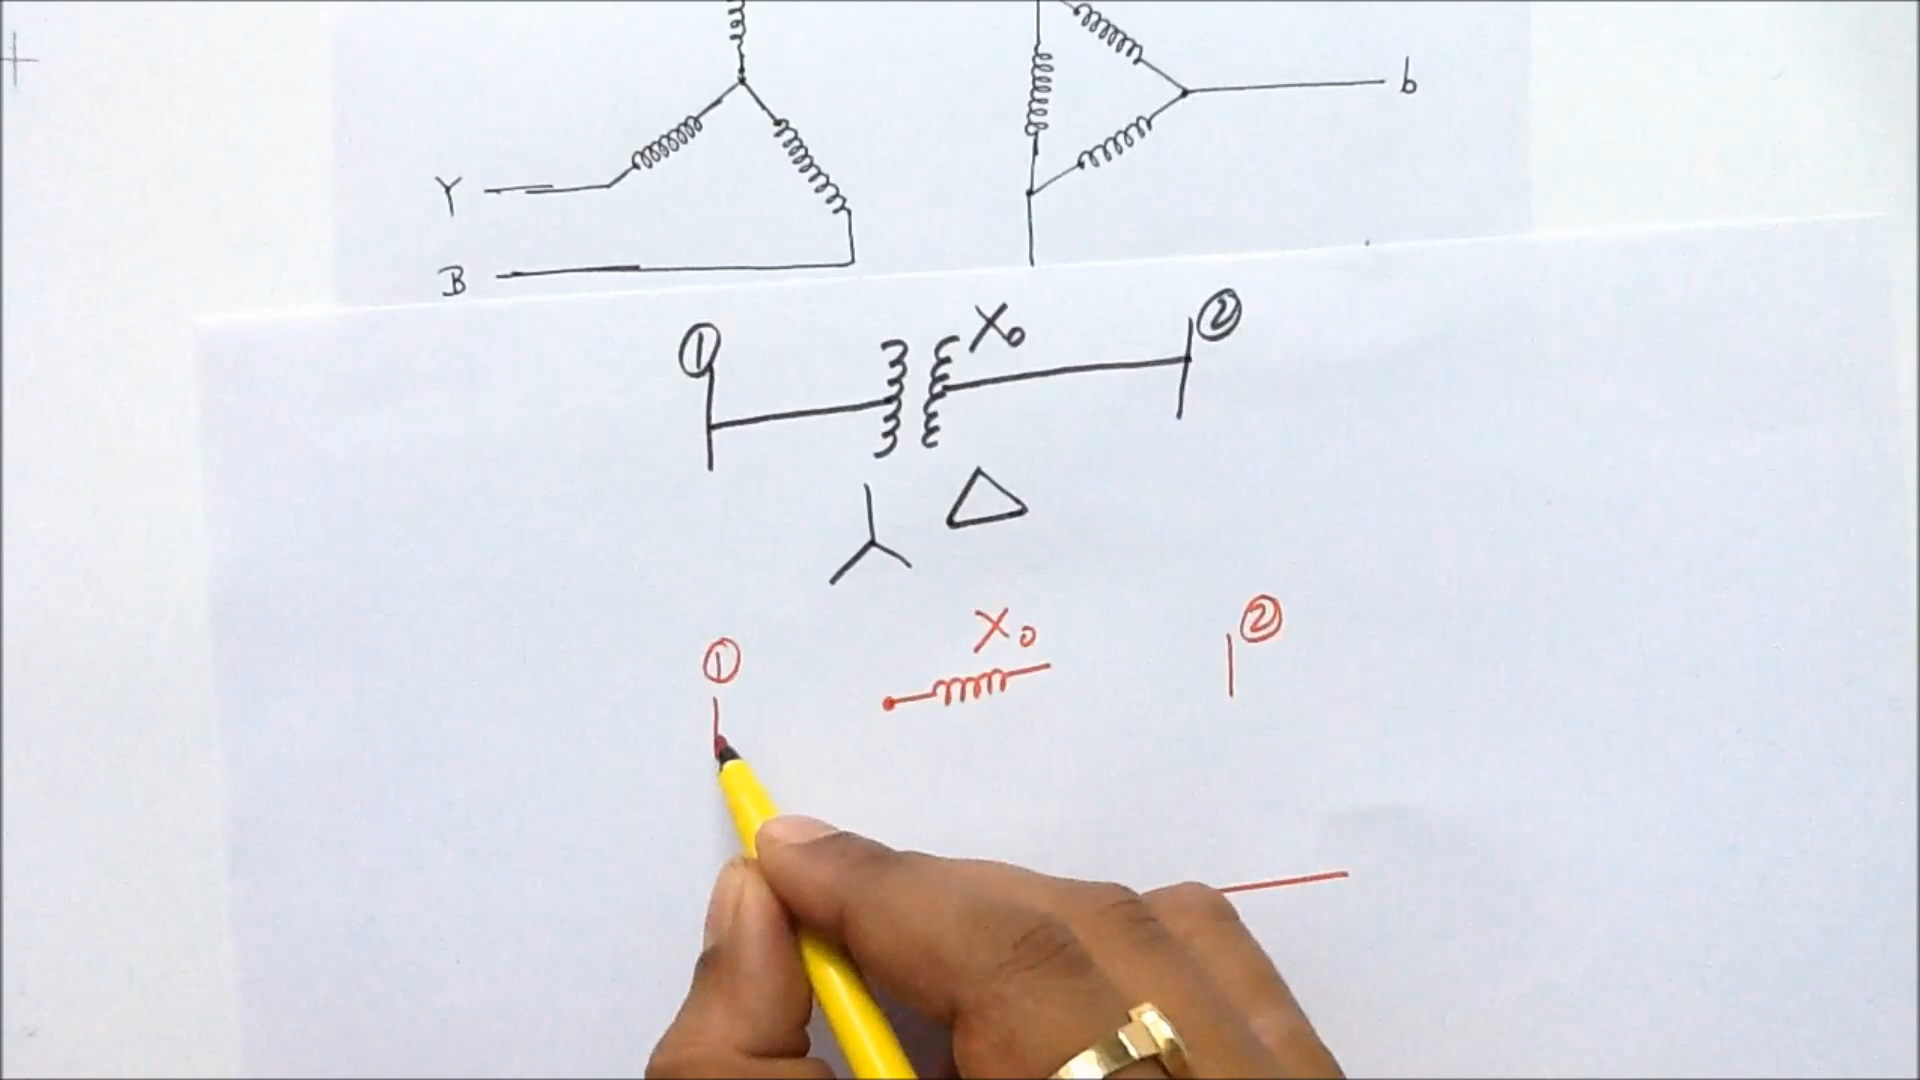 b
Y
B
① X₀ ②
① X₀ ②